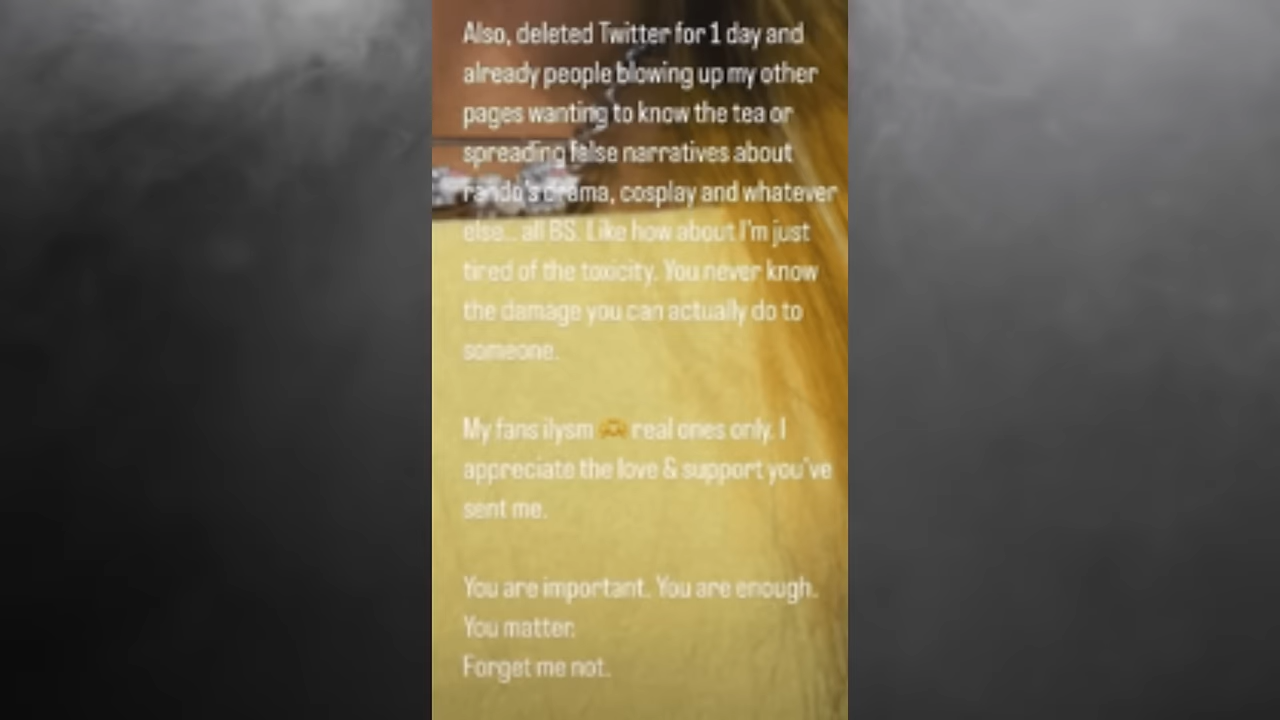 Also, deleted Twitter for 1 day and
already people blowing up my other
pages wanting to know the tea or
spreading false narratives about
rando's drama, cosplay and whatever
else... all BS. Like how about I'm just
tired of the toxicity. You never know
the damage you can actually do to
someone.
My fans ilysm 🫶 real ones only. I
appreciate the love & support you've
sent me.
You are important. You are enough.
You matter.
Forget me not.